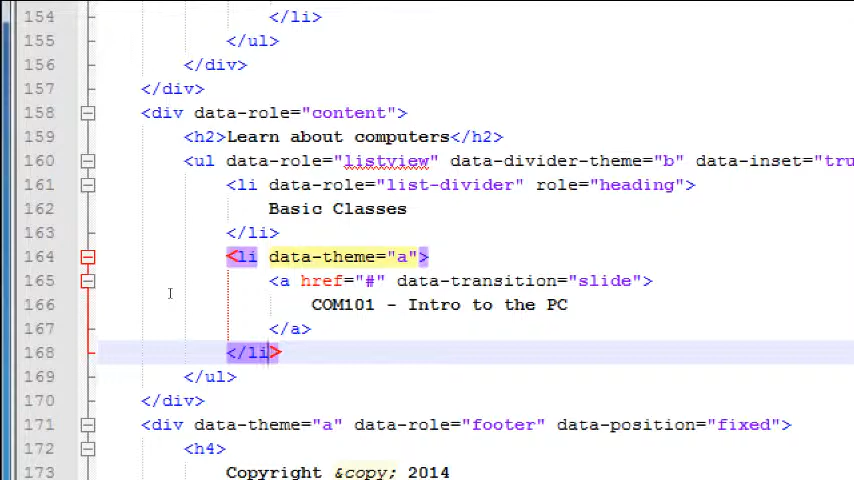 154 </li>
155 </ul>
156 </div>
157 </div>
158 <div data-role="content">
159 <h2>Learn about computers</h2>
160 <ul data-role="listview" data-divider-theme="b" data-inset="tru
161 <li data-role="list-divider" role="heading">
162 Basic Classes
163 </li>
164 <li data-theme="a">
165 <a href="#" data-transition="slide">
166 COM101 - Intro to the PC
167 </a>
168 </li>
169 </ul>
170 </div>
171 <div data-theme="a" data-role="footer" data-position="fixed">
172 <h4>
173 Copyright &copy; 2014